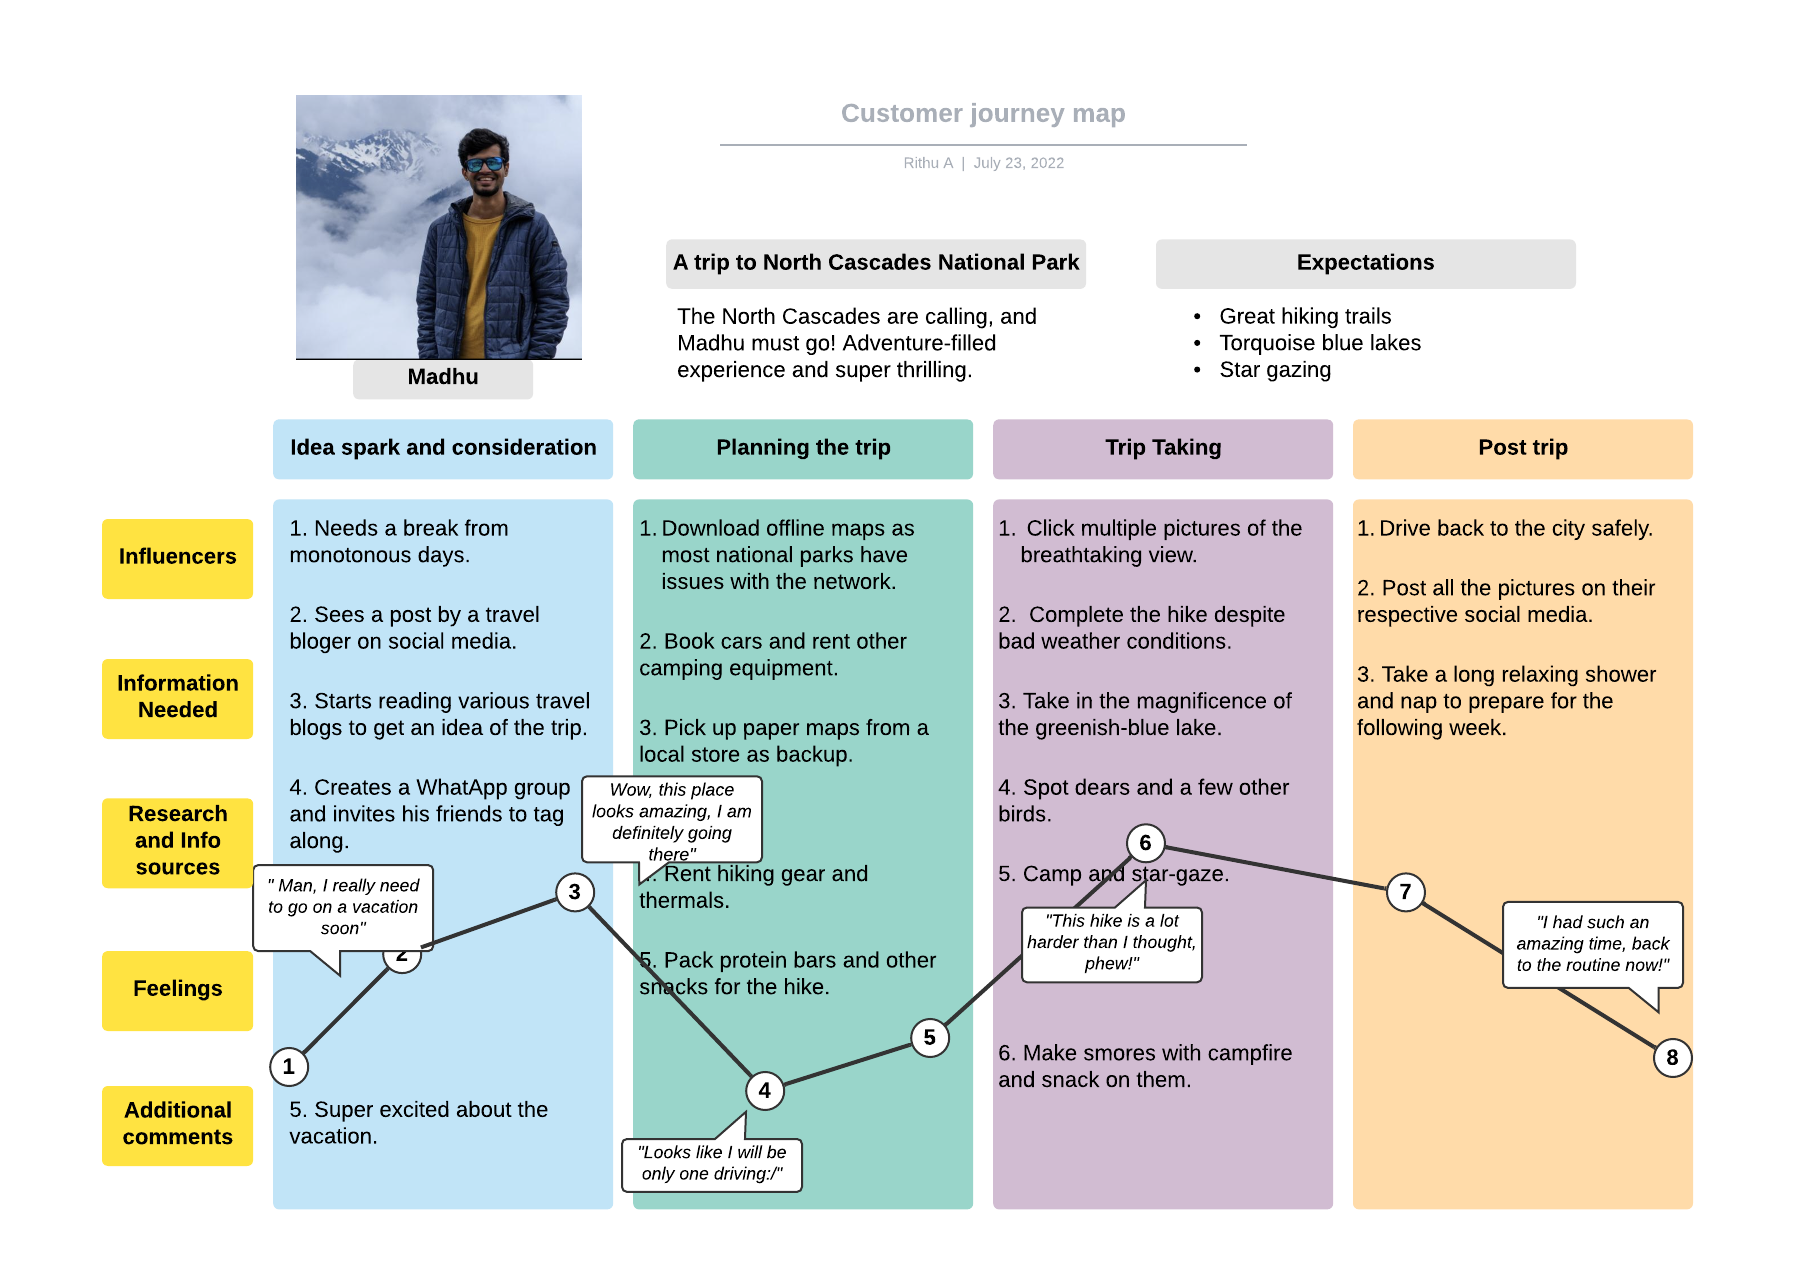 Customer journey map
Rithu A | July 23, 2022
A trip to North Cascades National Park
The North Cascades are calling, and
Madhu must go! Adventure-filled
experience and super thrilling.
Expectations
• Great hiking trails
• Torquoise blue lakes
• Star gazing
Madhu
Idea spark and consideration
Planning the trip
Trip Taking
Post trip
Influencers
Information
Needed
Research
and Info
sources
Feelings
Additional
comments
1. Needs a break from
monotonous days.
2. Sees a post by a travel
bloger on social media.
3. Starts reading various travel
blogs to get an idea of the trip.
4. Creates a WhatApp group
and invites his friends to tag
along.
" Man, I really need
to go on a vacation
soon"
1
2
3
5. Super excited about the
vacation.
1. Download offline maps as
most national parks have
issues with the network.
2. Book cars and rent other
camping equipment.
3. Pick up paper maps from a
local store as backup.
Wow, this place
looks amazing, I am
definitely going
there"
Rent hiking gear and
thermals.
5. Pack protein bars and other
snacks for the hike.
4
5
"Looks like I will be
only one driving:/"
1. Click multiple pictures of the
breathtaking view.
2. Complete the hike despite
bad weather conditions.
3. Take in the magnificence of
the greenish-blue lake.
4. Spot dears and a few other
birds.
6
5. Camp and star-gaze.
"This hike is a lot
harder than I thought,
phew!"
6. Make smores with campfire
and snack on them.
1. Drive back to the city safely.
2. Post all the pictures on their
respective social media.
3. Take a long relaxing shower
and nap to prepare for the
following week.
7
"I had such an
amazing time, back
to the routine now!"
8